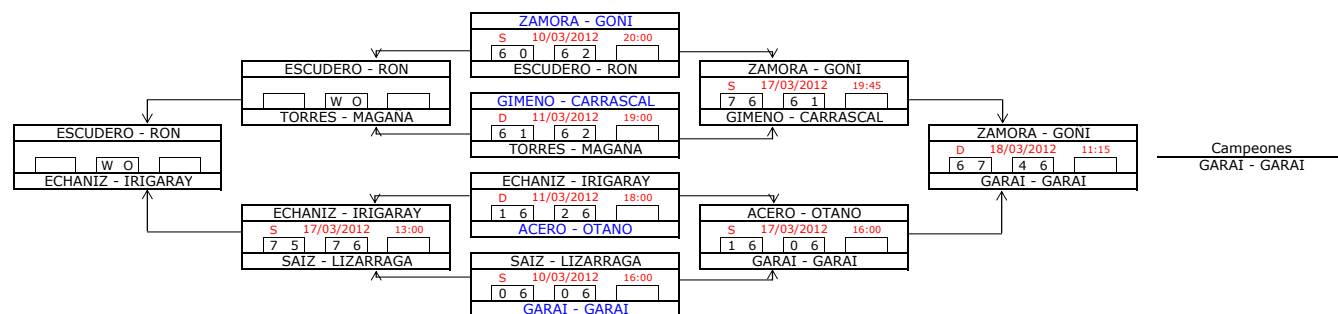 ZAMORA - GOÑI
S 10/03/2012 20:00
6 0 6 2
ESCUDERO - RON
ESCUDERO - RON
W O
TORRES - MAGAÑA
ZAMORA - GOÑI
S 17/03/2012 19:45
7 6 6 1
GIMENO - CARRASCAL
GIMENO - CARRASCAL
D 11/03/2012 19:00
6 1 6 2
TORRES - MAGAÑA
ESCUDERO - RON
W O
ECHANIZ - IRIGARAY
ZAMORA - GOÑI
D 18/03/2012 11:15
6 7 4 6
GARAI - GARAI
Campeones
GARAI - GARAI
ECHANIZ - IRIGARAY
D 11/03/2012 18:00
1 6 2 6
ACERO - OTANO
ECHANIZ - IRIGARAY
S 17/03/2012 13:00
7 5 7 6
SAIZ - LIZARRAGA
ACERO - OTANO
S 17/03/2012 16:00
1 6 0 6
GARAI - GARAI
SAIZ - LIZARRAGA
S 10/03/2012 16:00
0 6 0 6
GARAI - GARAI